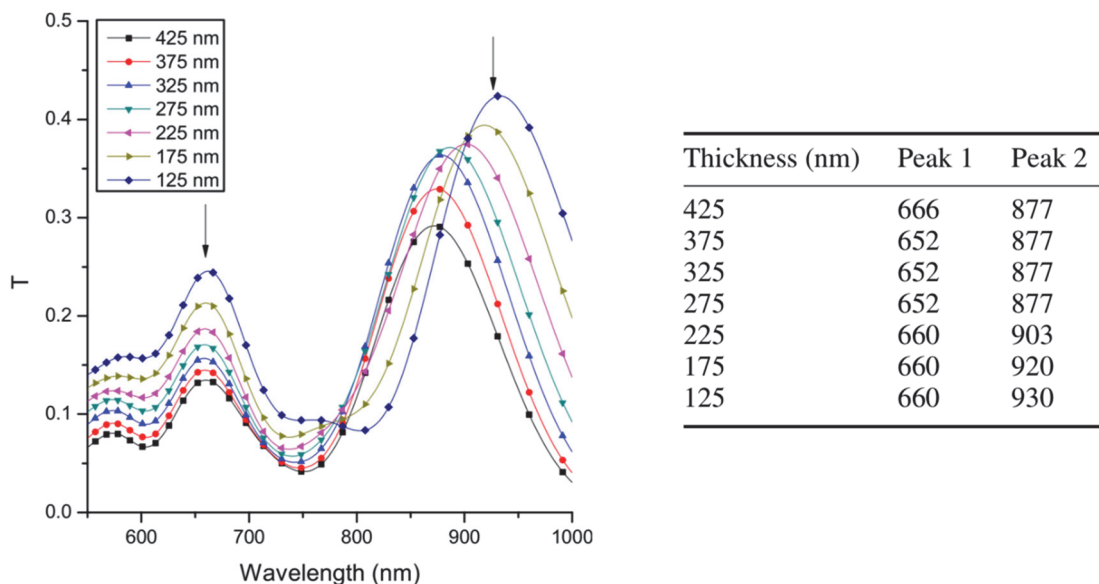 0.5
0.4
0.3
0.2
0.1
0.0
T
425 nm
375 nm
325 nm
275 nm
225 nm
175 nm
125 nm
600 700 800 900 1000
Wavelength (nm)
Thickness (nm) Peak 1 Peak 2
425 666 877
375 652 877
325 652 877
275 652 877
225 660 903
175 660 920
125 660 930